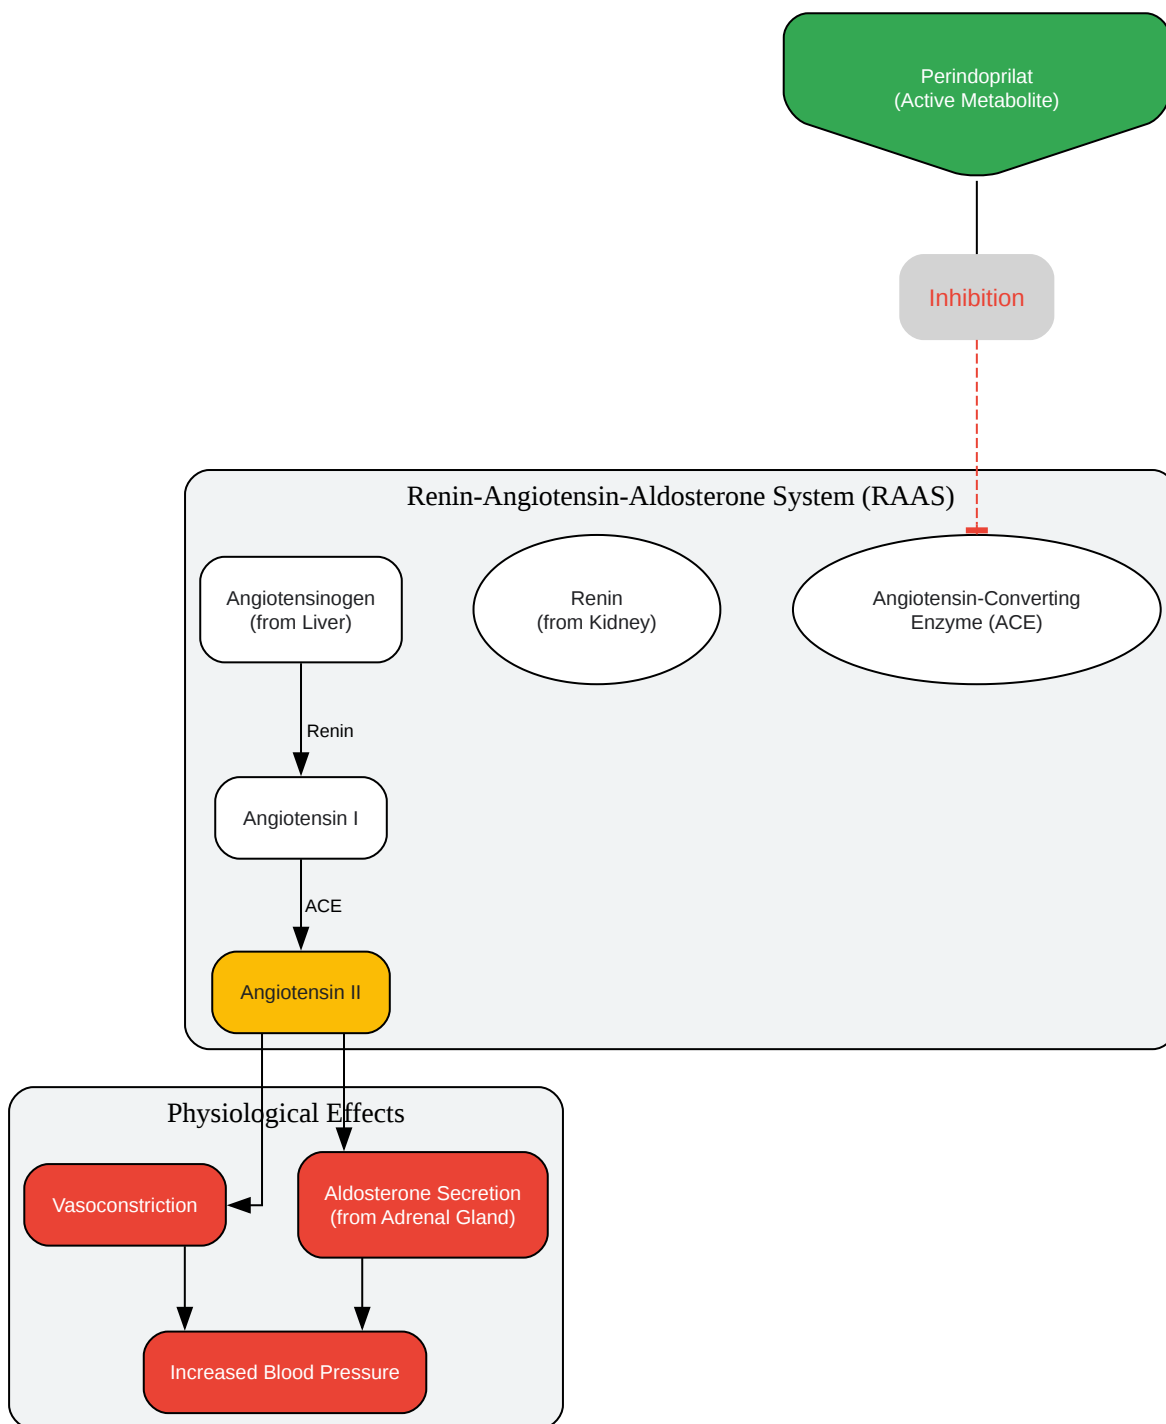 Perindoprilat
(Active Metabolite)
Inhibition
Renin-Angiotensin-Aldosterone System (RAAS)
Angiotensinogen
(from Liver)
Renin
(from Kidney)
Angiotensin-Converting
Enzyme (ACE)
Renin
Angiotensin I
ACE
Angiotensin II
Physiological Effects
Vasoconstriction
Aldosterone Secretion
(from Adrenal Gland)
Increased Blood Pressure